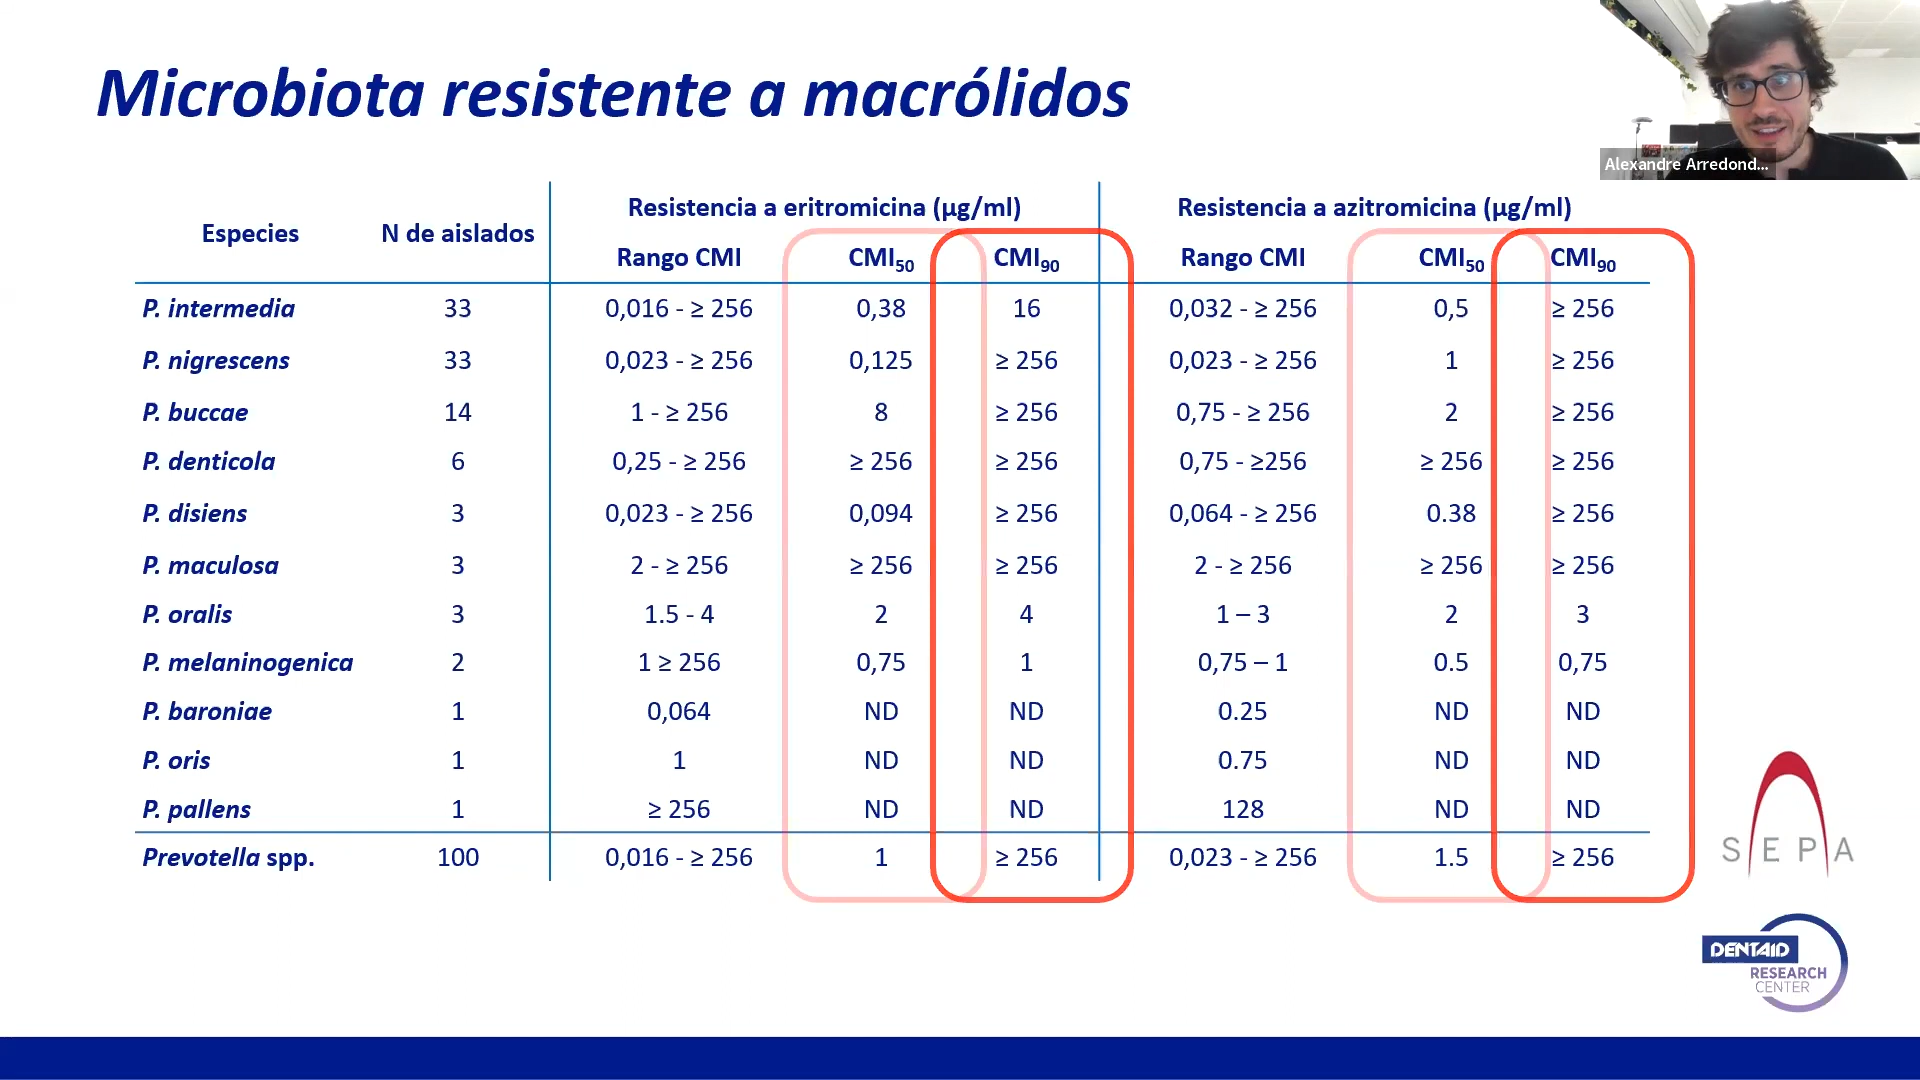 Microbiota resistente a macrólidos
Alexandre Arredond...
Especies N de aislados Resistencia a eritromicina (µg/ml) Resistencia a azitromicina (µg/ml)
Rango CMI CMI50 CMI90 Rango CMI CMI50 CMI90
P. intermedia 33 0,016 - ≥ 256 0,38 16 0,032 - ≥ 256 0,5 ≥ 256
P. nigrescens 33 0,023 - ≥ 256 0,125 ≥ 256 0,023 - ≥ 256 1 ≥ 256
P. buccae 14 1 - ≥ 256 8 ≥ 256 0,75 - ≥ 256 2 ≥ 256
P. denticola 6 0,25 - ≥ 256 ≥ 256 ≥ 256 0,75 - ≥256 ≥ 256 ≥ 256
P. disiens 3 0,023 - ≥ 256 0,094 ≥ 256 0,064 - ≥ 256 0.38 ≥ 256
P. maculosa 3 2 - ≥ 256 ≥ 256 ≥ 256 2 - ≥ 256 ≥ 256 ≥ 256
P. oralis 3 1.5 - 4 2 4 1 – 3 2 3
P. melaninogenica 2 1 ≥ 256 0,75 1 0,75 – 1 0.5 0,75
P. baroniae 1 0,064 ND ND 0.25 ND ND
P. oris 1 1 ND ND 0.75 ND ND
P. pallens 1 ≥ 256 ND ND 128 ND ND
Prevotella spp. 100 0,016 - ≥ 256 1 ≥ 256 0,023 - ≥ 256 1.5 ≥ 256
SEPA
DENTAID
RESEARCH
CENTER